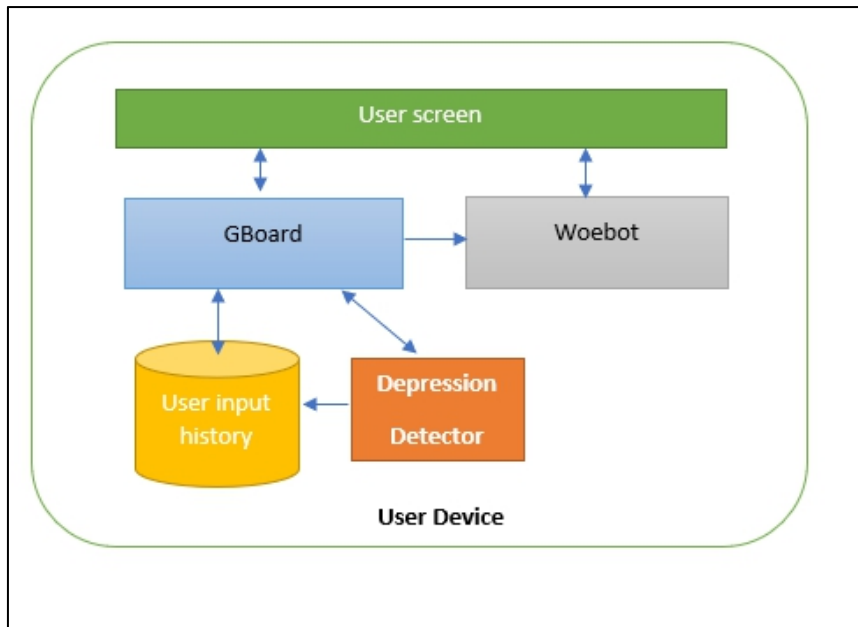 User screen
GBoard
Woebot
User input
history
Depression
Detector
User Device